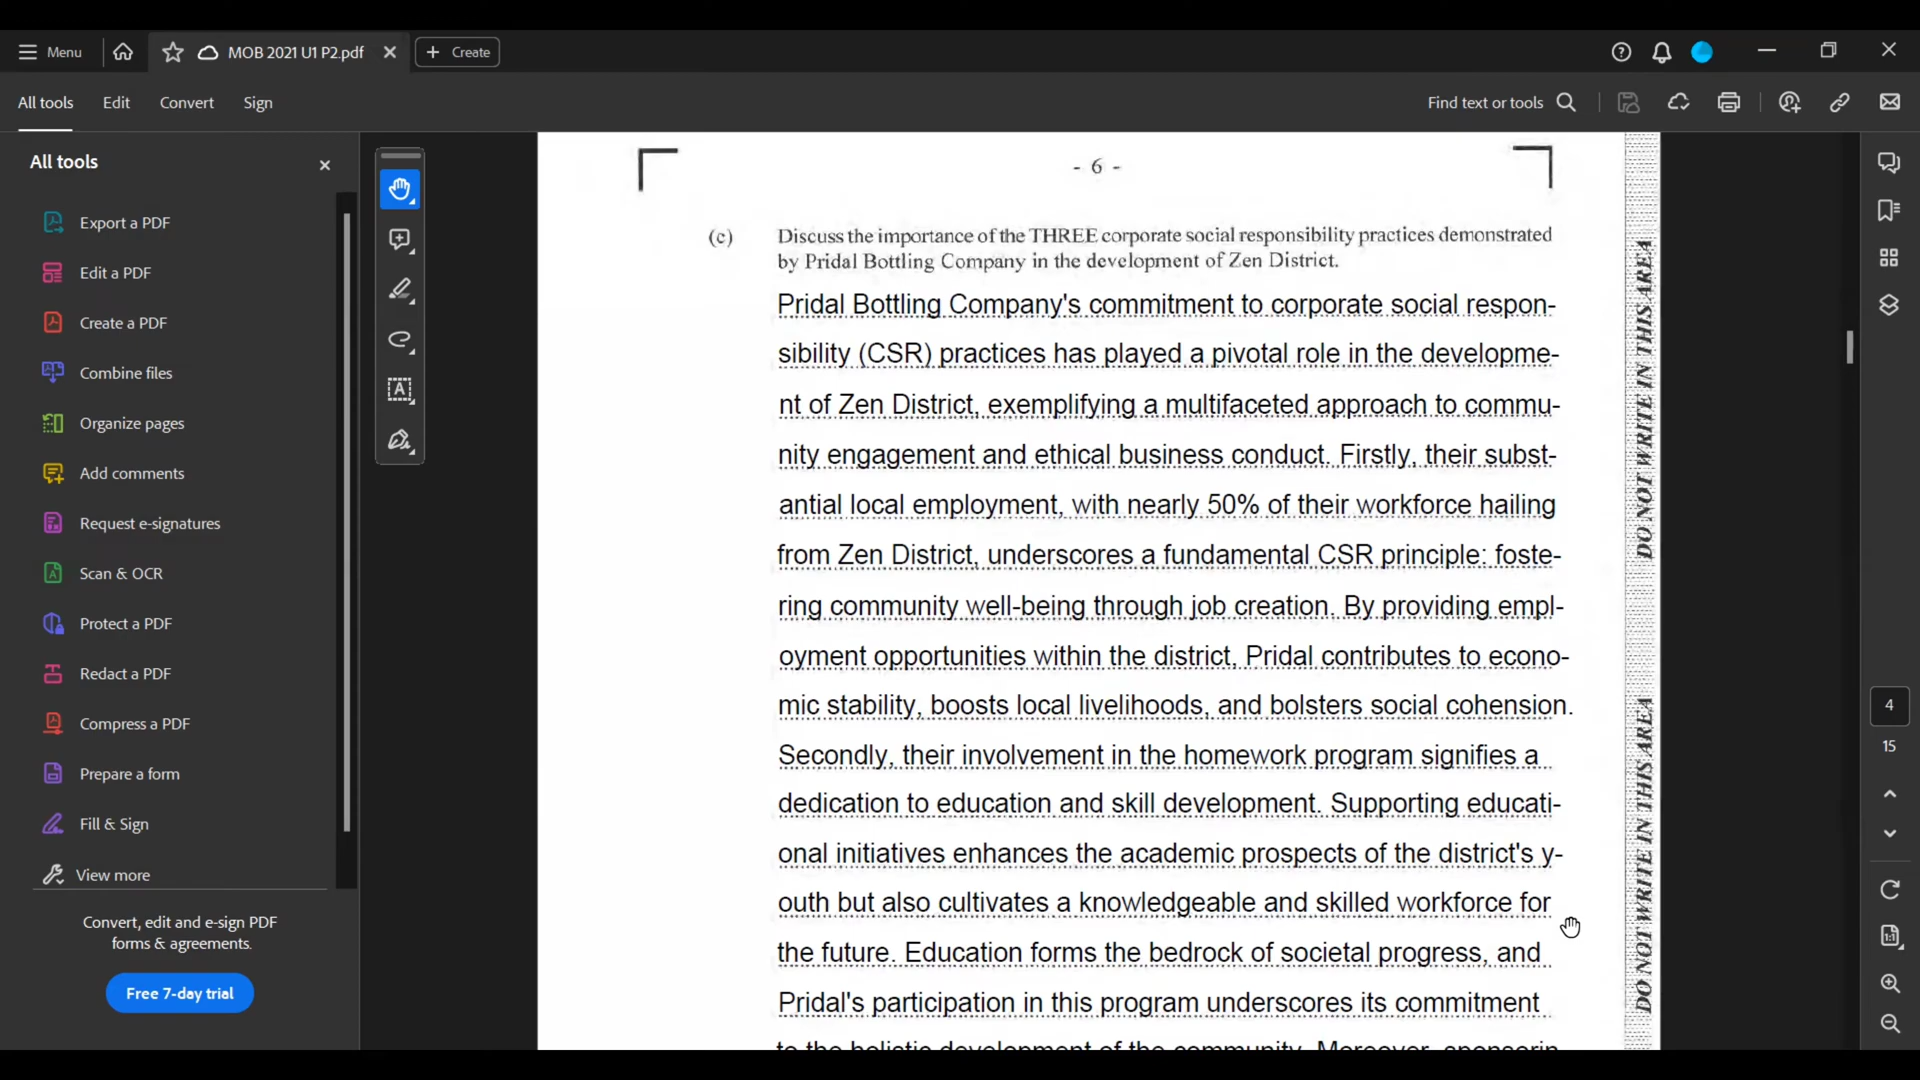 Menu
MOB 2021 U1 P2.pdf
Create
All tools
Edit
Convert
Sign
Find text or tools
All tools
Export a PDF
Edit a PDF
Create a PDF
Combine files
Organize pages
Add comments
Request e-signatures
Scan & OCR
Protect a PDF
Redact a PDF
Compress a PDF
Prepare a form
Fill & Sign
View more
Convert, edit and e-sign PDF
forms & agreements.
Free 7-day trial
- 6 -
(c) Discuss the importance of the THREE corporate social responsibility practices demonstrated
by Pridal Bottling Company in the development of Zen District.
Pridal Bottling Company's commitment to corporate social respon-
sibility (CSR) practices has played a pivotal role in the developme-
nt of Zen District, exemplifying a multifaceted approach to commu-
nity engagement and ethical business conduct. Firstly, their subst-
antial local employment, with nearly 50% of their workforce hailing
from Zen District, underscores a fundamental CSR principle: foste-
ring community well-being through job creation. By providing empl-
oyment opportunities within the district, Pridal contributes to econo-
mic stability, boosts local livelihoods, and bolsters social cohension.
Secondly, their involvement in the homework program signifies a
dedication to education and skill development. Supporting educati-
onal initiatives enhances the academic prospects of the district's y-
outh but also cultivates a knowledgeable and skilled workforce for
the future. Education forms the bedrock of societal progress, and
Pridal's participation in this program underscores its commitment
to the holistic development of the community. Moreover, sponsorin
DO NOT WRITE IN THIS AREA
DO NOT WRITE IN THIS AREA
4
15
1:1